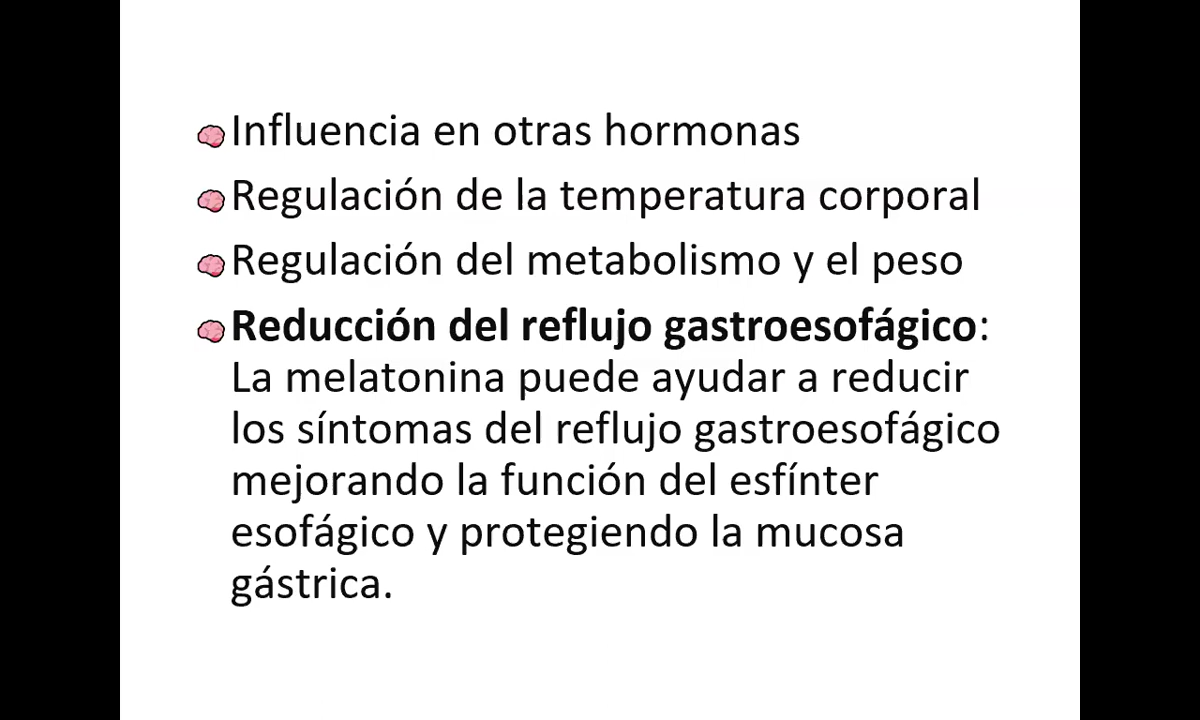 Influencia en otras hormonas
Regulación de la temperatura corporal
Regulación del metabolismo y el peso
Reducción del reflujo gastroesofágico:
La melatonina puede ayudar a reducir
los síntomas del reflujo gastroesofágico
mejorando la función del esfínter
esofágico y protegiendo la mucosa
gástrica.